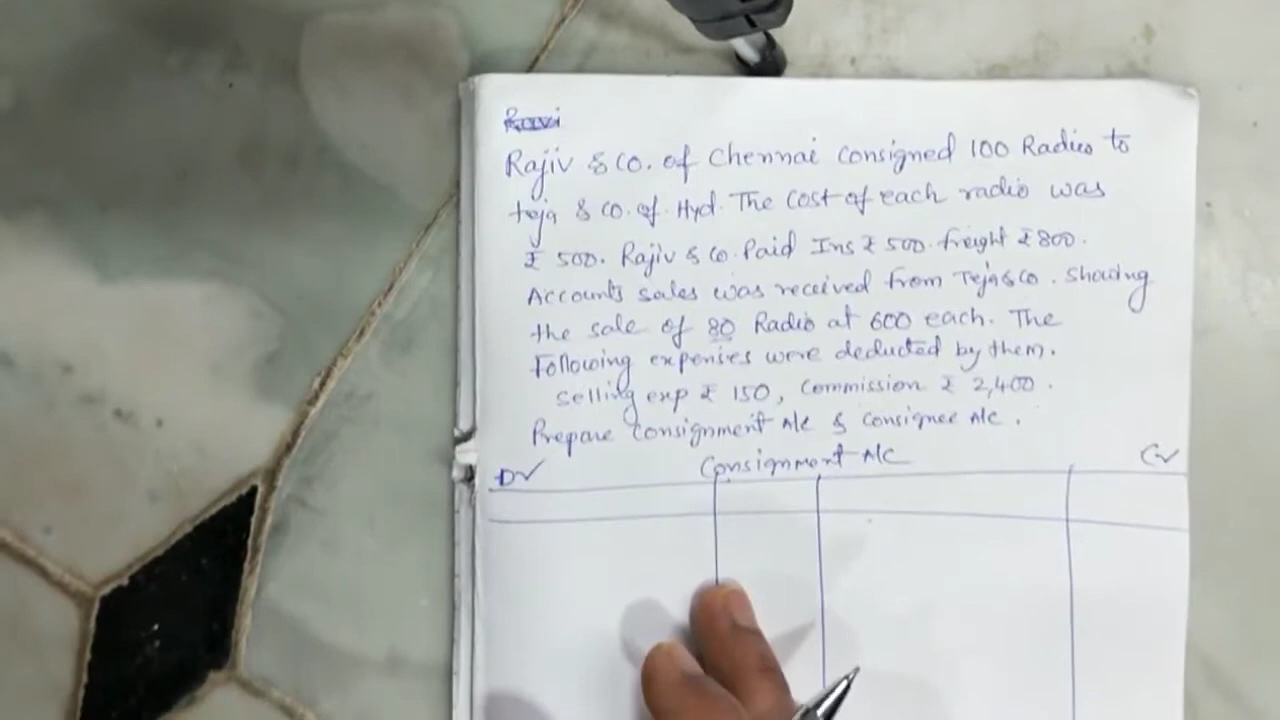 Rajiv & co. of Chennai consigned 100 Radios to
teja & co. of. Hyd. The cost of each radio was
₹ 500. Rajiv & co. Paid Ins ₹ 500. freight ₹ 800.
Accounts sales was received from Teja & co. showing
the sale of 80 Radio at 600 each. The
Following expenses were deducted by them.
selling exp ₹ 150, Commission ₹ 2,400.
Prepare consignment A/c & consignee A/c.
Consignment A/c
Dr Cr